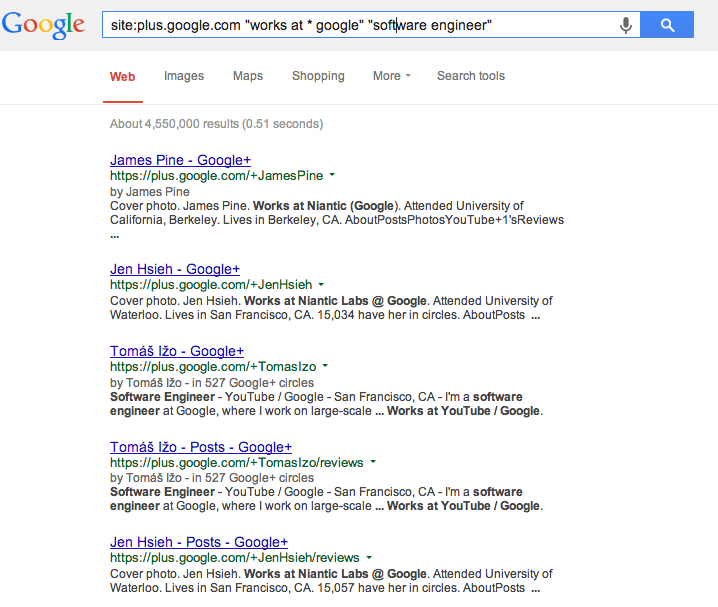 Google
site:plus.google.com "works at * google" "software engineer"
Web Images Maps Shopping More Search tools
About 4,550,000 results (0.51 seconds)
James Pine - Google+
https://plus.google.com/+JamesPine
by James Pine
Cover photo. James Pine. Works at Niantic (Google). Attended University of
California, Berkeley. Lives in Berkeley, CA. AboutPostsPhotosYouTube+1'sReviews
...
Jen Hsieh - Google+
https://plus.google.com/+JenHsieh
Cover photo. Jen Hsieh. Works at Niantic Labs @ Google. Attended University of
Waterloo. Lives in San Francisco, CA. 15,034 have her in circles. AboutPosts ...
Tomáš Ižo - Google+
https://plus.google.com/+TomasIzo
by Tomáš Ižo - in 527 Google+ circles
Software Engineer - YouTube / Google - San Francisco, CA - I'm a software
engineer at Google, where I work on large-scale ... Works at YouTube / Google.
Tomáš Ižo - Posts - Google+
https://plus.google.com/+TomasIzo/reviews
by Tomáš Ižo - in 527 Google+ circles
Software Engineer - YouTube / Google - San Francisco, CA - I'm a software
engineer at Google, where I work on large-scale ... Works at YouTube / Google.
Jen Hsieh - Posts - Google+
https://plus.google.com/+JenHsieh/reviews
Cover photo. Jen Hsieh. Works at Niantic Labs @ Google. Attended University of
Waterloo. Lives in San Francisco, CA. 15,057 have her in circles. AboutPosts ...